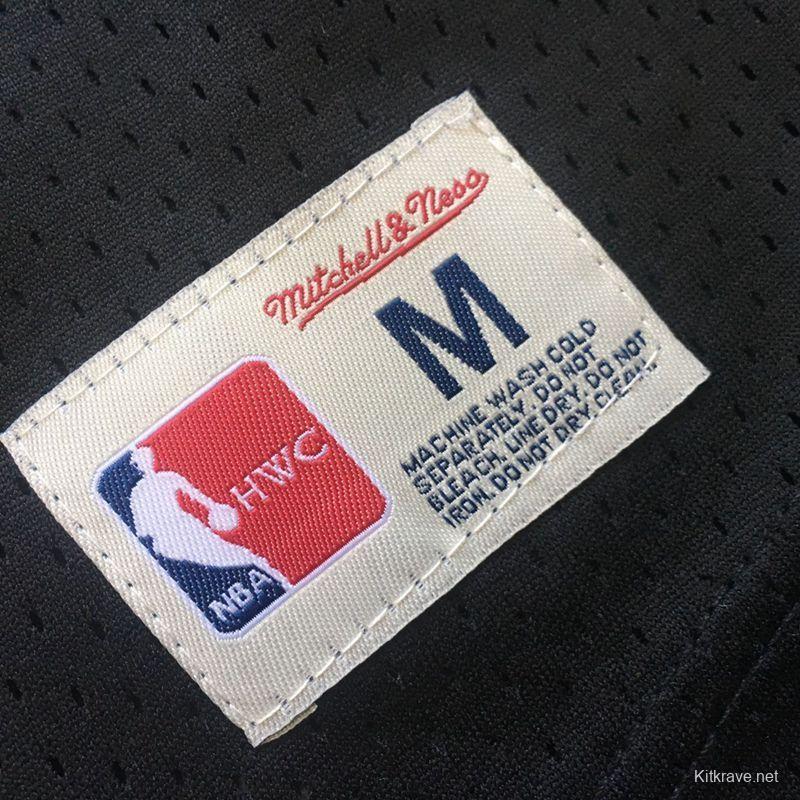 Mitchell & Ness
M
HWC
NBA
MACHINE WASH COLD
SEPARATELY. DO NOT
BLEACH. LINE DRY. DO NOT
IRON. DO NOT DRY CLEAN.
Kitkrave.net